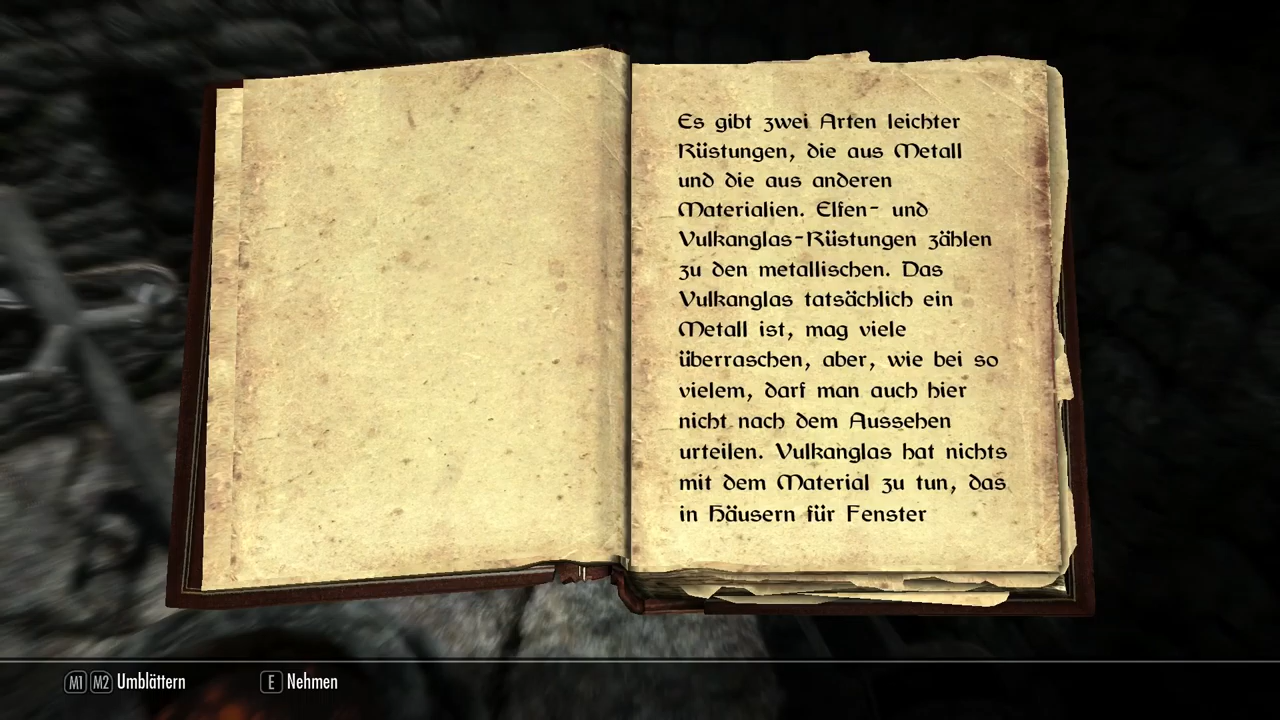 Es gibt zwei Arten leichter
Rüstungen, die aus Metall
und die aus anderen
Materialien. Elfen- und
Vulkanglas-Rüstungen zählen
zu den metallischen. Das
Vulkanglas tatsächlich ein
Metall ist, mag viele
überraschen, aber, wie bei so
vielem, darf man auch hier
nicht nach dem Aussehen
urteilen. Vulkanglas hat nichts
mit dem Material zu tun, das
in Häusern für Fenster
M1 M2 Umblättern
E Nehmen